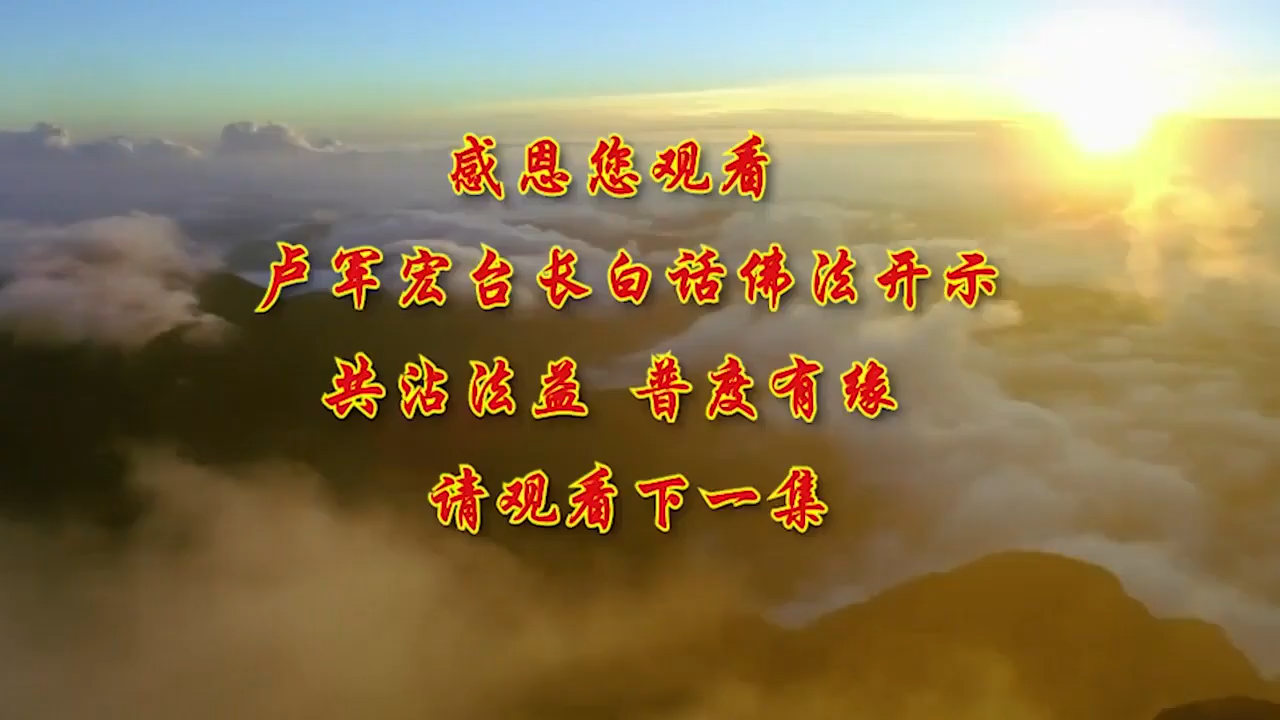 感恩您观看
卢军宏台长白话佛法开示
共沾法益 普度有缘
请观看下一集